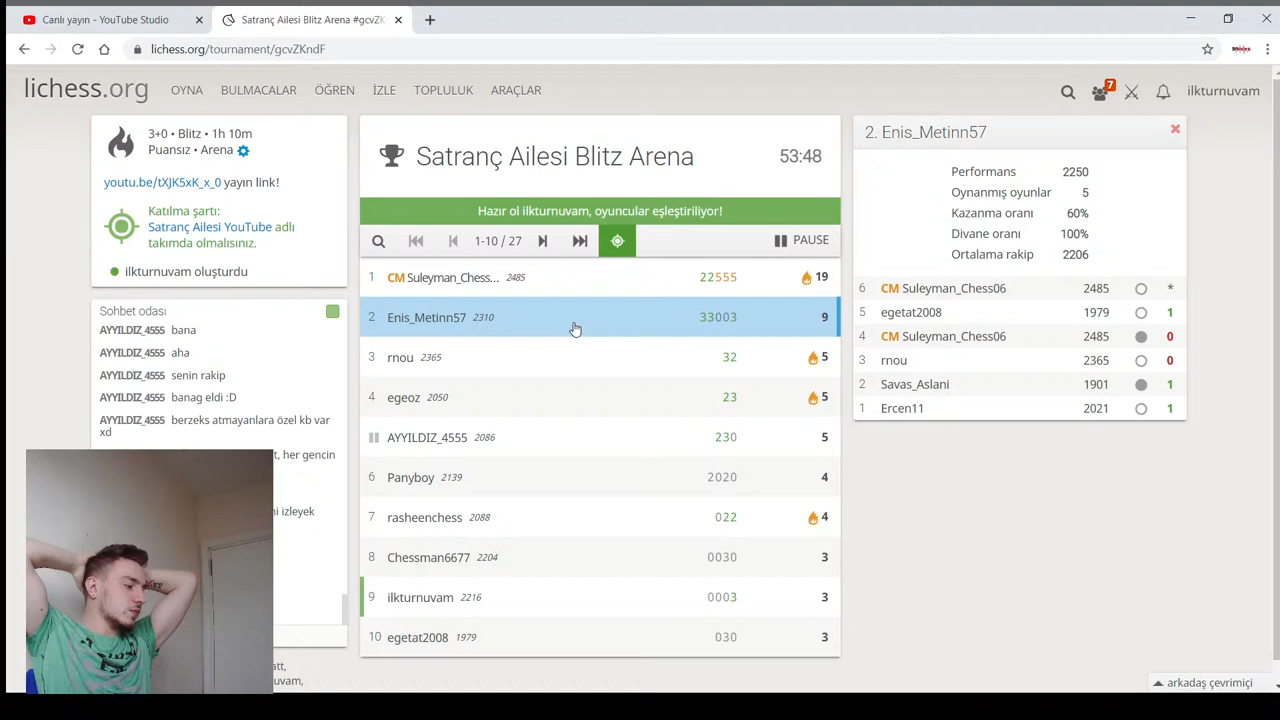 Canlı yayın - YouTube Studio
Satranç Ailesi Blitz Arena #gcvZK
lichess.org/tournament/gcvZKndF
lichess.org
OYNA
BULMACALAR
ÖĞREN
İZLE
TOPLULUK
ARAÇLAR
7
ilkturnuvam
3+0 • Blitz • 1h 10m
Puansız • Arena
youtu.be/tXJK5xK_x_0 yayın link!
Katılma şartı:
Satranç Ailesi YouTube adlı
takımda olmalısınız.
ilkturnuvam oluşturdu
Sohbet odası
AYYILDIZ_4555 bana
AYYILDIZ_4555 aha
AYYILDIZ_4555 senin rakip
AYYILDIZ_4555 banag eldi :D
AYYILDIZ_4555 berzeks atmayanlara özel kb var
xd
t, her gencin
ni izleyek
att,
uvam,
Satranç Ailesi Blitz Arena
53:48
Hazır ol ilkturnuvam, oyuncular eşleştiriliyor!
1-10 / 27
PAUSE
1 CM Suleyman_Chess... 2485 22555 19
2 Enis_Metinn57 2310 33003 9
3 rnou 2365 32 5
4 egeoz 2050 23 5
AYYILDIZ_4555 2086 230 5
6 Panyboy 2139 2020 4
7 rasheenchess 2088 022 4
8 Chessman6677 2204 0030 3
9 ilkturnuvam 2216 0003 3
10 egetat2008 1979 030 3
2. Enis_Metinn57
Performans 2250
Oynanmış oyunlar 5
Kazanma oranı 60%
Divane oranı 100%
Ortalama rakip 2206
6 CM Suleyman_Chess06 2485 *
5 egetat2008 1979 1
4 CM Suleyman_Chess06 2485 0
3 rnou 2365 0
2 Savas_Aslani 1901 1
1 Ercen11 2021 1
arkadaş çevrimiçi